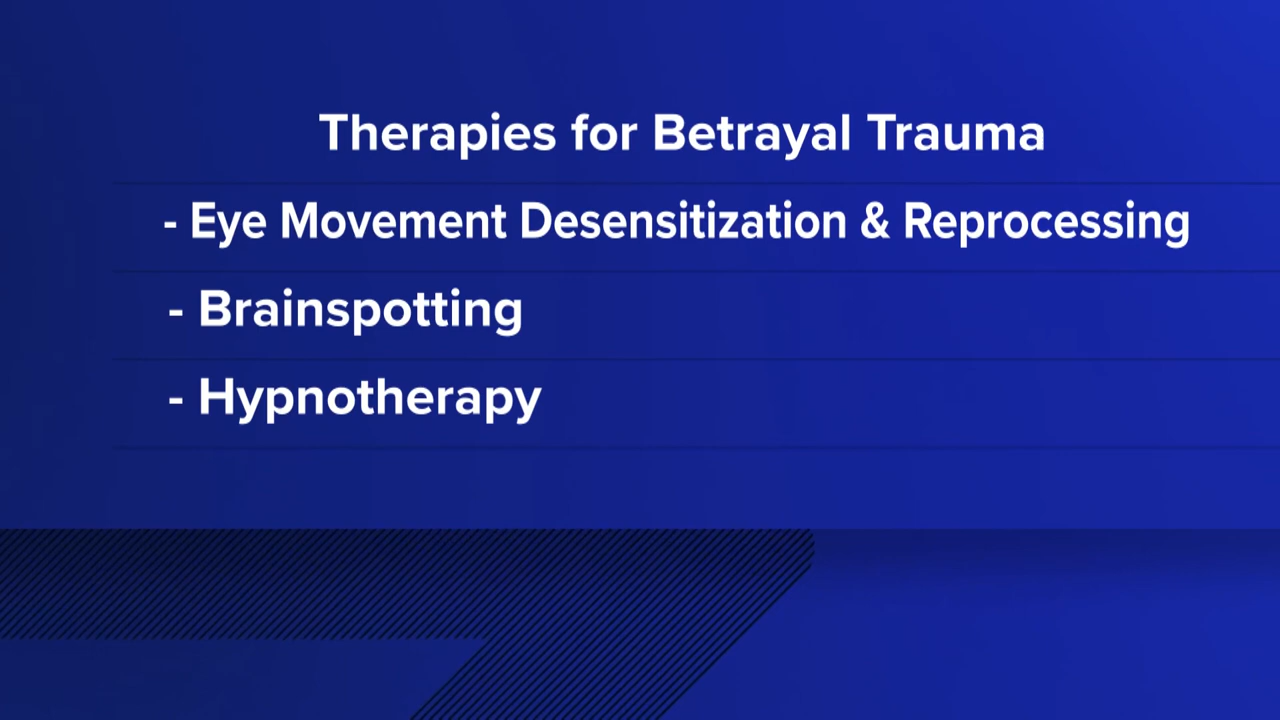 Therapies for Betrayal Trauma
- Eye Movement Desensitization & Reprocessing
- Brainspotting
- Hypnotherapy